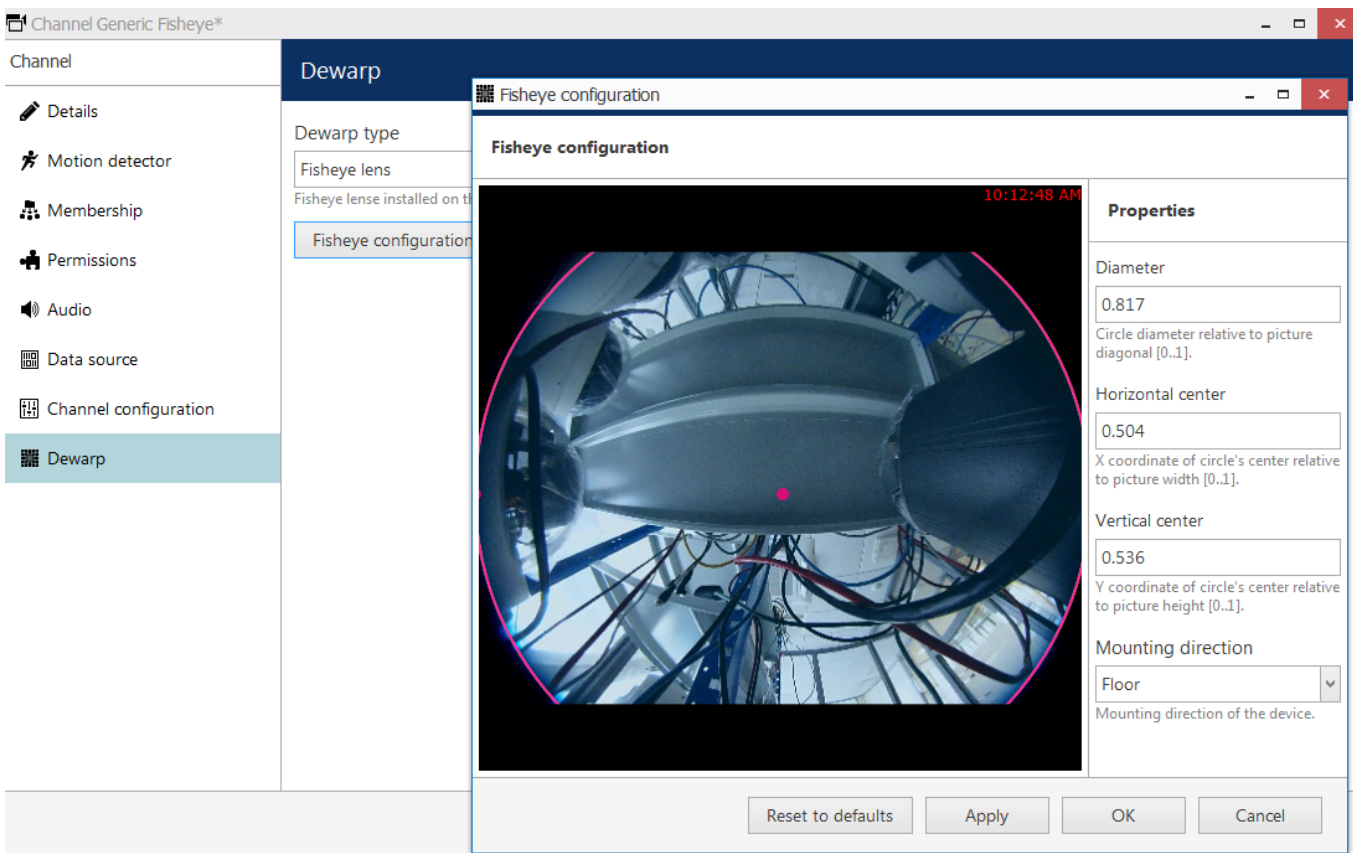 Channel Generic Fisheye*
Channel
Details
Motion detector
Membership
Permissions
Audio
Data source
Channel configuration
Dewarp
Dewarp
Dewarp type
Fisheye lens
Fisheye lense installed on
Fisheye configuration
Fisheye configuration
Fisheye configuration
10:12:48 AM
Properties
Diameter
0.817
Circle diameter relative to picture
diagonal [0..1].
Horizontal center
0.504
X coordinate of circle's center relative
to picture width [0..1].
Vertical center
0.536
Y coordinate of circle's center relative
to picture height [0..1].
Mounting direction
Floor
Mounting direction of the device.
Reset to defaults
Apply
OK
Cancel